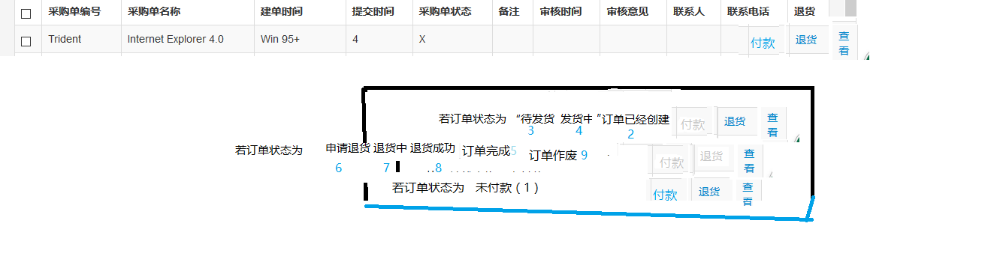 采购单编号 采购单名称 建单时间 提交时间 采购单状态 备注 审核时间 审核意见 联系人 联系电话 退货
Trident Internet Explorer 4.0 Win 95+ 4 X 付款 退货 查看
若订单状态为 “待发货 发货中 ”订单已经创建 付款 退货 查看
3 4 2
若订单状态为 申请退货 退货中 退货成功 订单完成5 订单作废 9 付款 退货 查看
6 7 8
若订单状态为 未付款（1） 付款 退货 查看